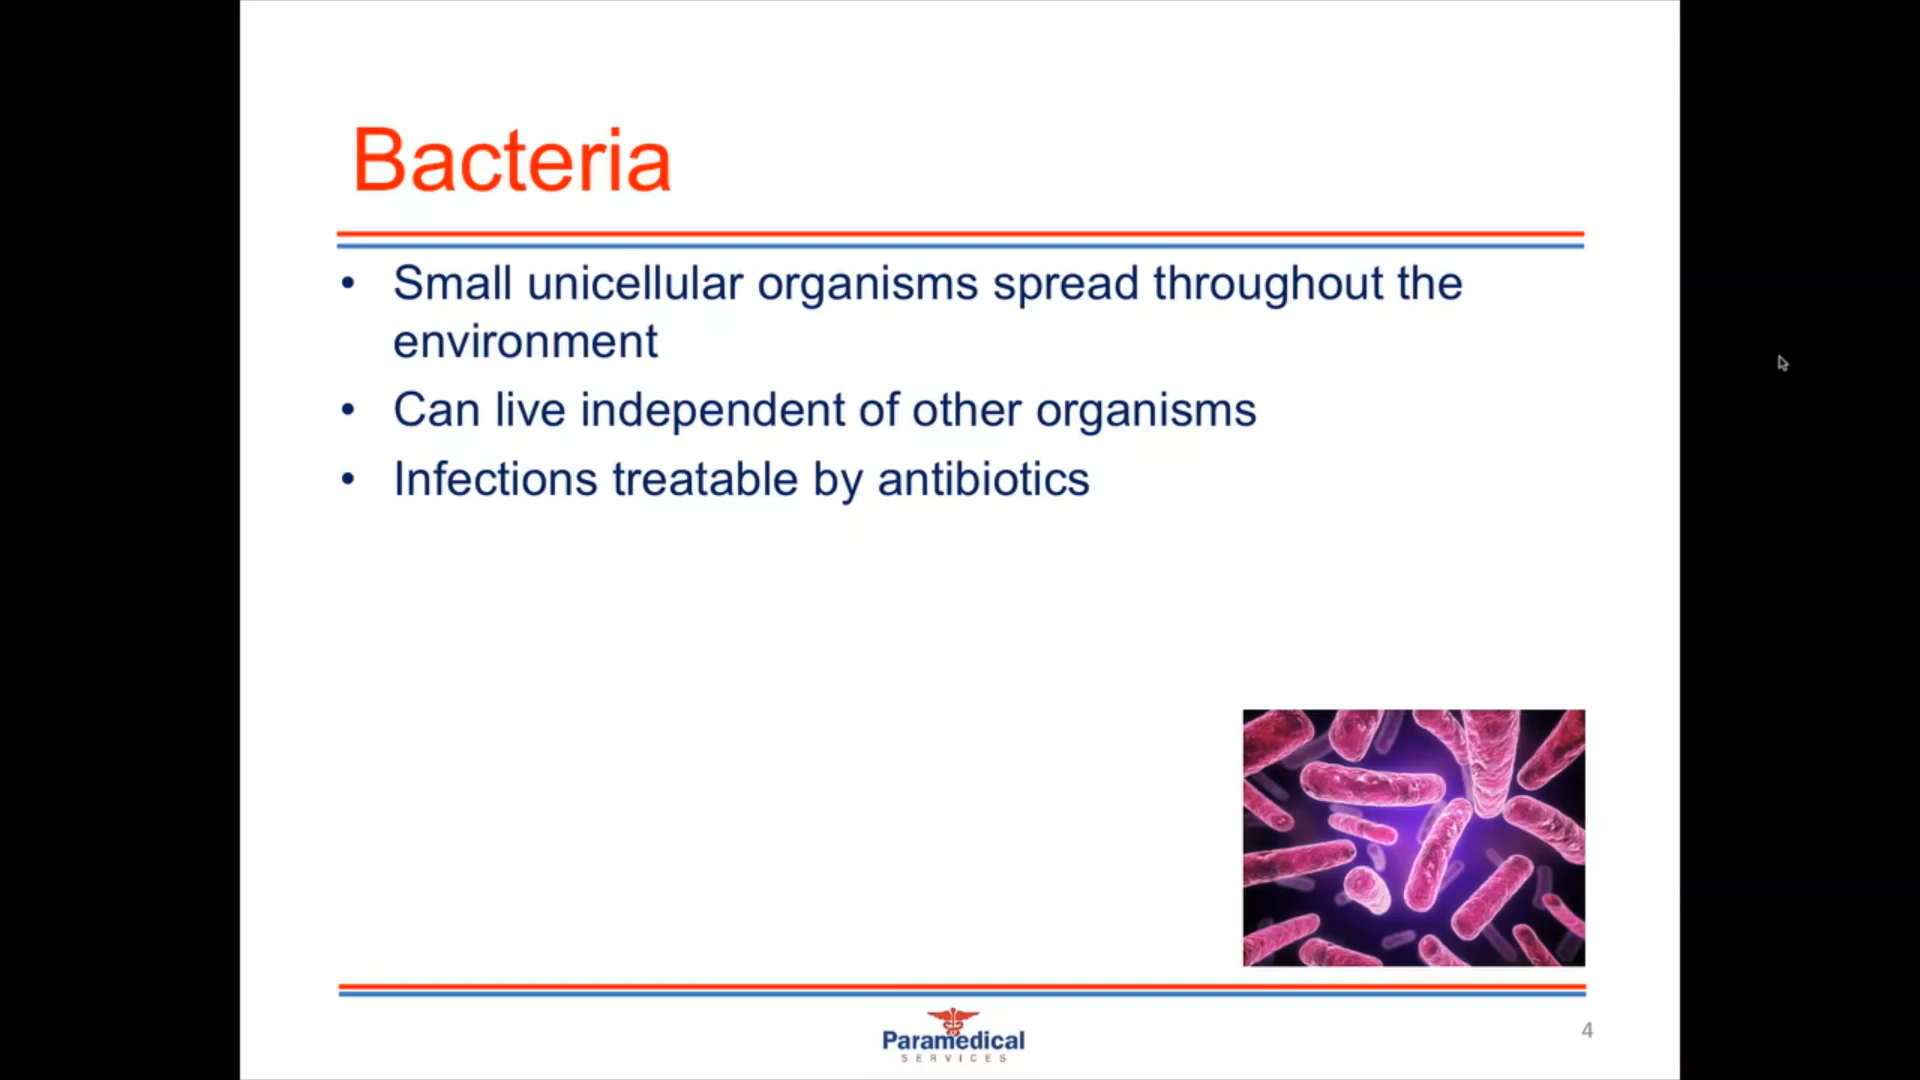 Bacteria
• Small unicellular organisms spread throughout the
environment
• Can live independent of other organisms
• Infections treatable by antibiotics
Paramedical
SERVICES
4